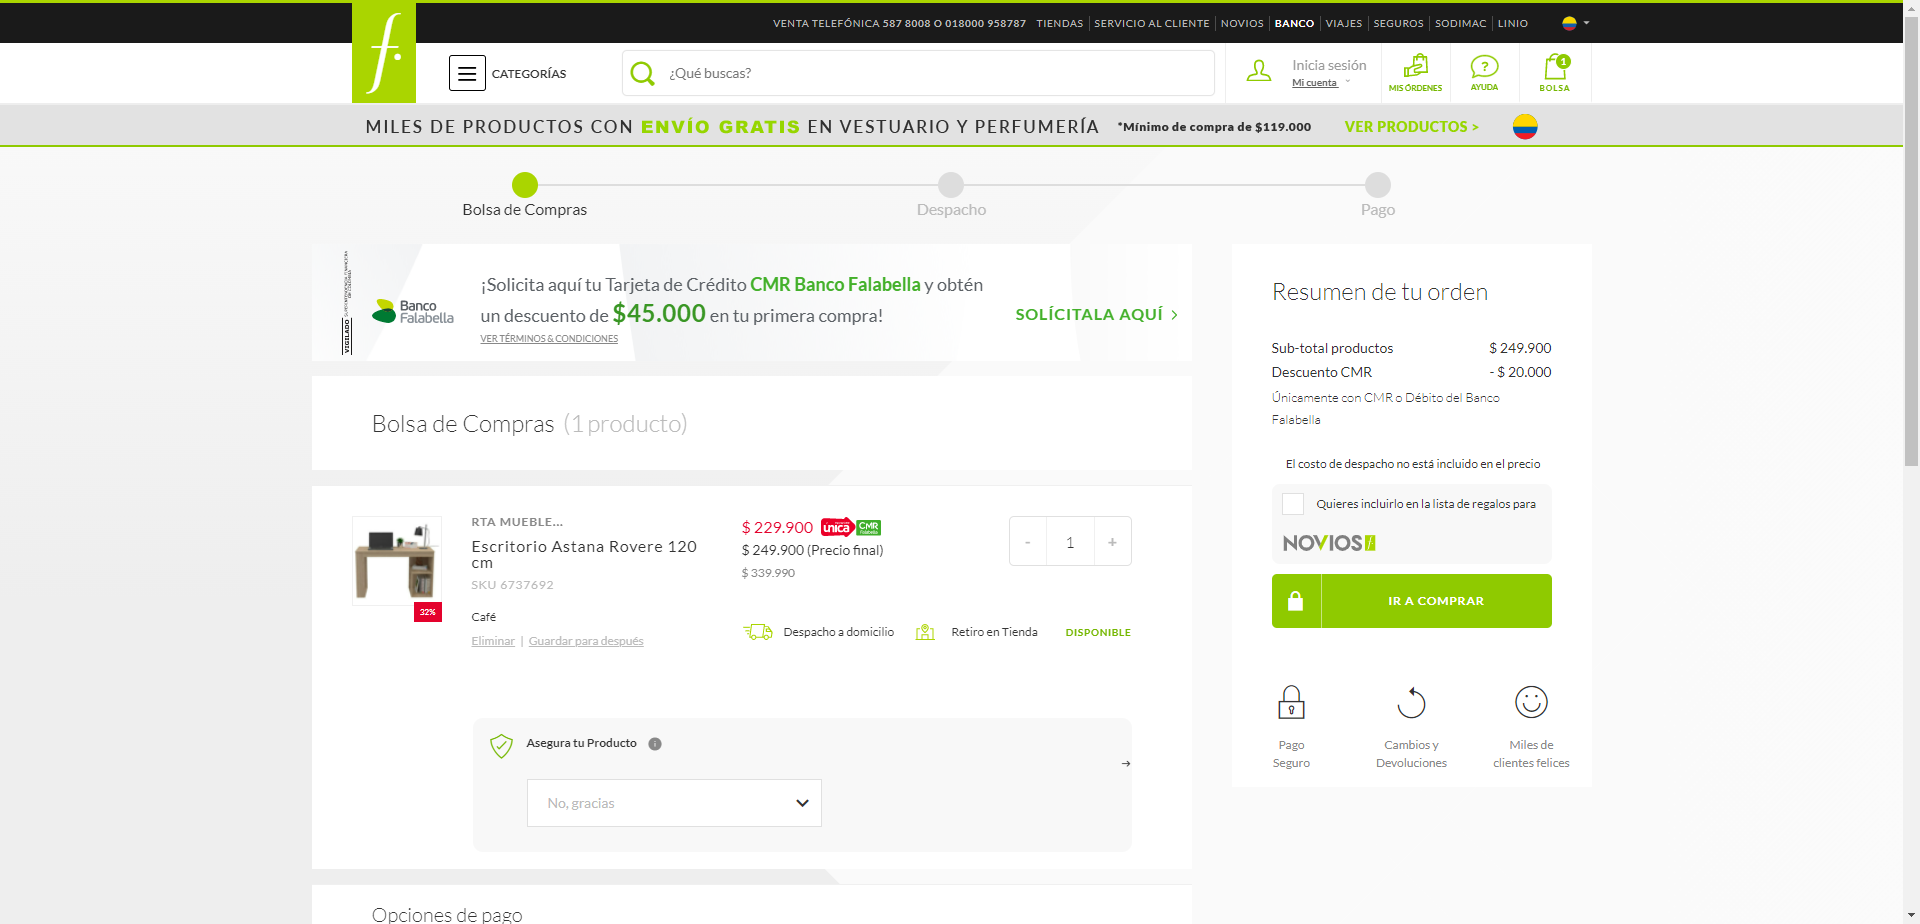 VENTA TELEFÓNICA 587 8008 O 018000 958787 TIENDAS SERVICIO AL CLIENTE NOVIOS BANCO VIAJES SEGUROS SODIMAC LINIO
f.
CATEGORÍAS
¿Qué buscas?
Inicia sesión
Mi cuenta
MIS ÓRDENES
AYUDA
1
BOLSA
MILES DE PRODUCTOS CON ENVÍO GRATIS EN VESTUARIO Y PERFUMERÍA *Mínimo de compra de $119.000 VER PRODUCTOS >
Bolsa de Compras
Despacho
Pago
VIGILADO SUPERINTENDENCIA FINANCIERA DE COLOMBIA
Banco
Falabella
¡Solicita aquí tu Tarjeta de Crédito CMR Banco Falabella y obtén
un descuento de $45.000 en tu primera compra!
VER TÉRMINOS & CONDICIONES
SOLÍCITALA AQUÍ >
Bolsa de Compras (1 producto)
32%
RTA MUEBLE...
Escritorio Astana Rovere 120
cm
SKU 6737692
Café
Eliminar | Guardar para después
$ 229.900 única CMR Falabella
$ 249.900 (Precio final)
$ 339.990
- 1 +
Despacho a domicilio
Retiro en Tienda
DISPONIBLE
Asegura tu Producto i
No, gracias
Opciones de pago
Resumen de tu orden
Sub-total productos $ 249.900
Descuento CMR - $ 20.000
Únicamente con CMR o Débito del Banco
Falabella
El costo de despacho no está incluido en el precio
Quieres incluirlo en la lista de regalos para
NOVIOS f.
IR A COMPRAR
Pago
Seguro
Cambios y
Devoluciones
Miles de
clientes felices